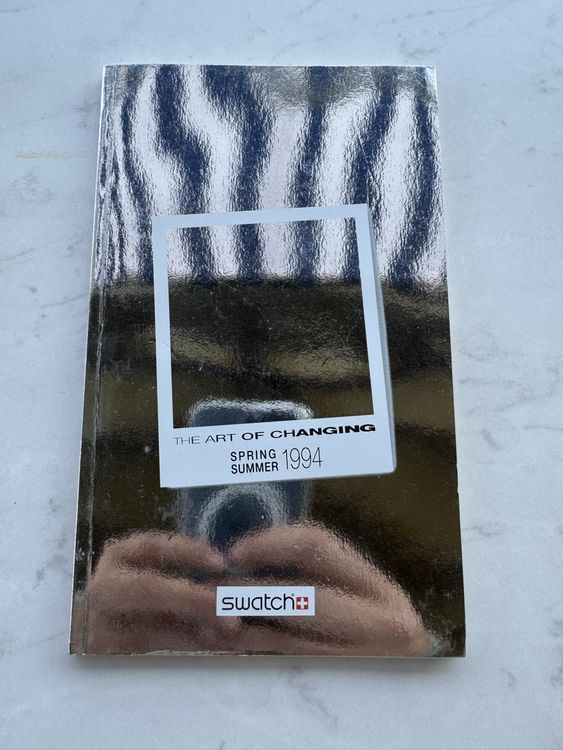 THE ART OF CHANGING
SPRING
SUMMER 1994
swatch